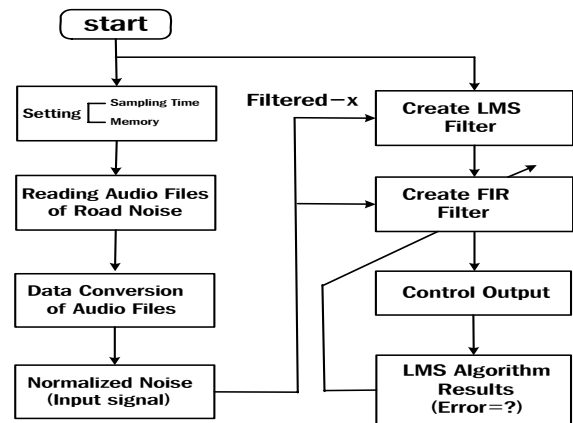 start
Setting
Sampling Time
Memory
Reading Audio Files
of Road Noise
Data Conversion
of Audio Files
Normalized Noise
(Input signal)
Filtered-x
Create LMS
Filter
Create FIR
Filter
Control Output
LMS Algorithm
Results
(Error=?)